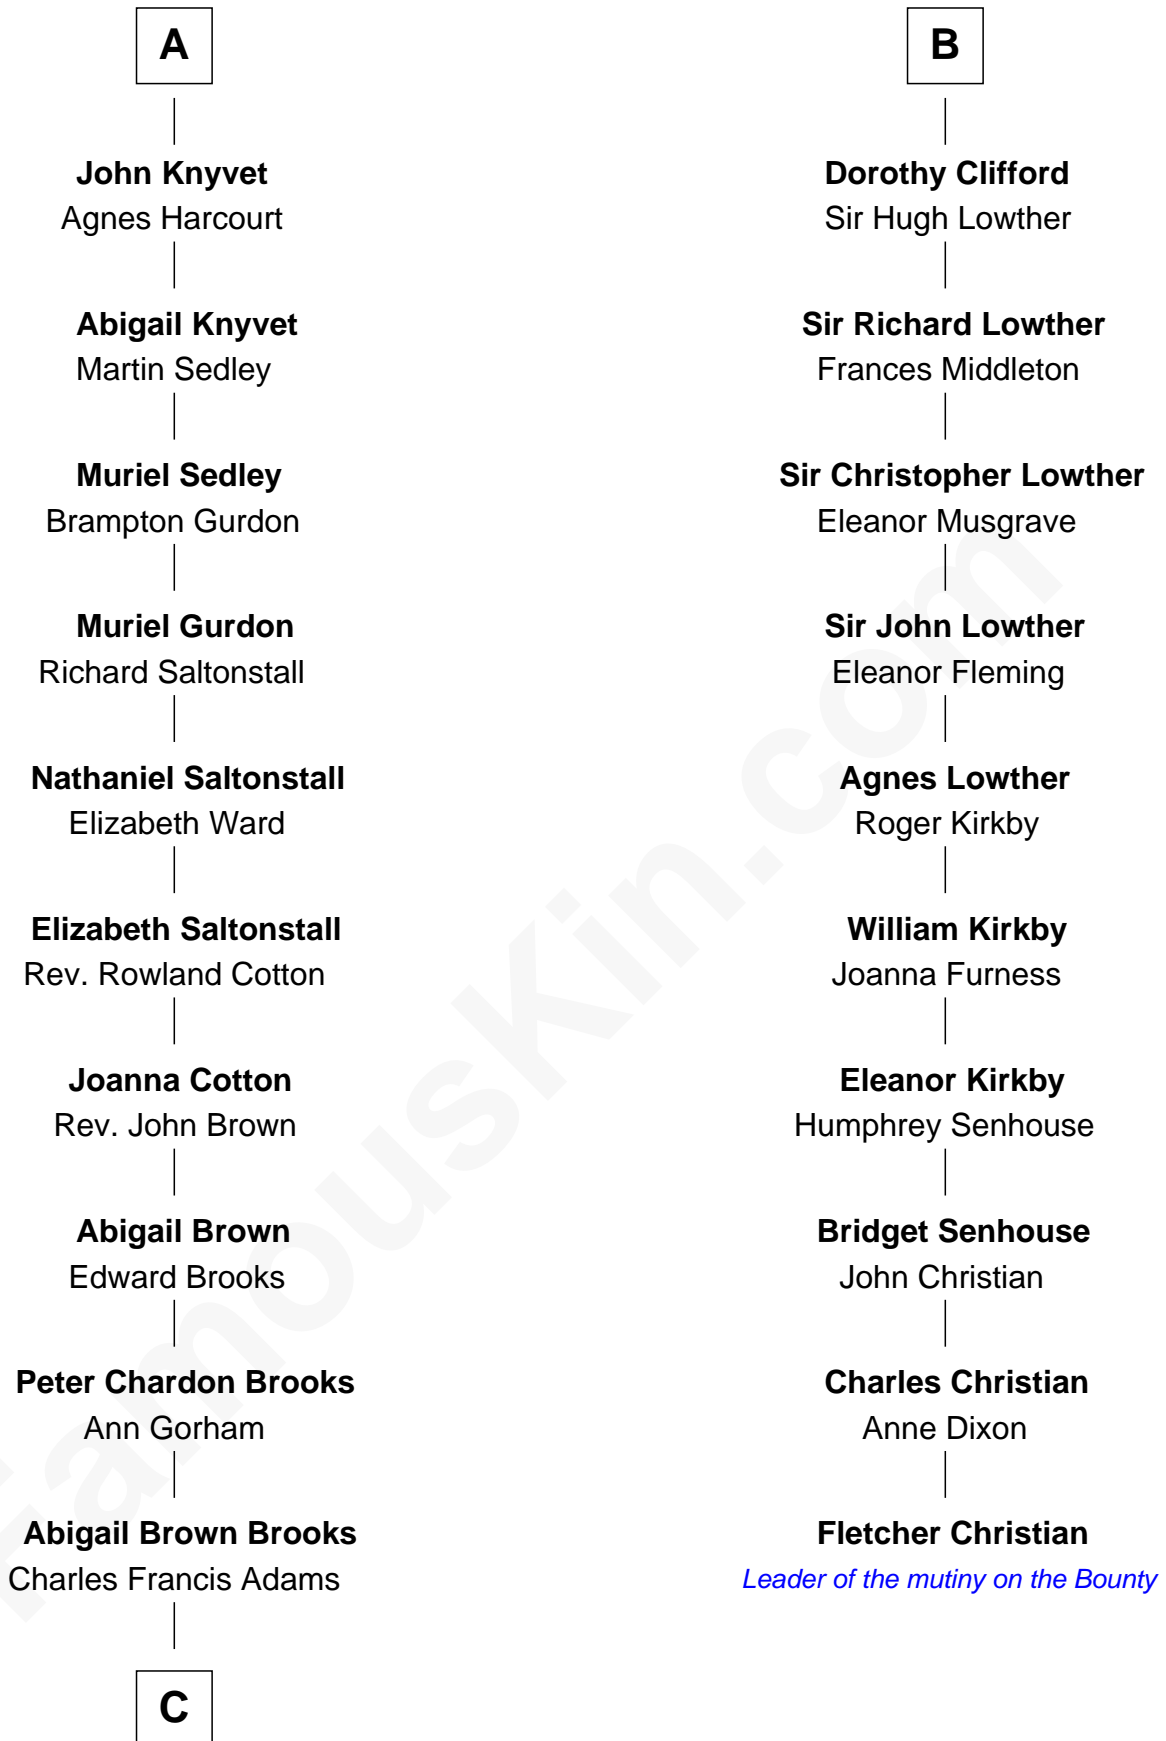 A
John Knyvet
Agnes Harcourt
Abigail Knyvet
Martin Sedley
Muriel Sedley
Brampton Gurdon
Muriel Gurdon
Richard Saltonstall
Nathaniel Saltonstall
Elizabeth Ward
Elizabeth Saltonstall
Rev. Rowland Cotton
Joanna Cotton
Rev. John Brown
Abigail Brown
Edward Brooks
Peter Chardon Brooks
Ann Gorham
Abigail Brown Brooks
Charles Francis Adams
C
B
Dorothy Clifford
Sir Hugh Lowther
Sir Richard Lowther
Frances Middleton
Sir Christopher Lowther
Eleanor Musgrave
Sir John Lowther
Eleanor Fleming
Agnes Lowther
Roger Kirkby
William Kirkby
Joanna Furness
Eleanor Kirkby
Humphrey Senhouse
Bridget Senhouse
John Christian
Charles Christian
Anne Dixon
Fletcher Christian
Leader of the mutiny on the Bounty
FamousKin.com